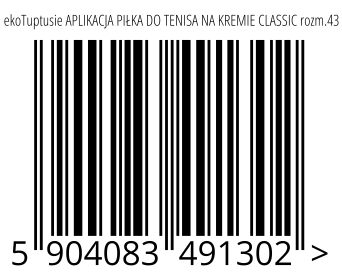 ekoTuptusie APLIKACJA PIŁKA DO TENISA NA KREMIE CLASSIC rozm.43
5 904083 491302 >